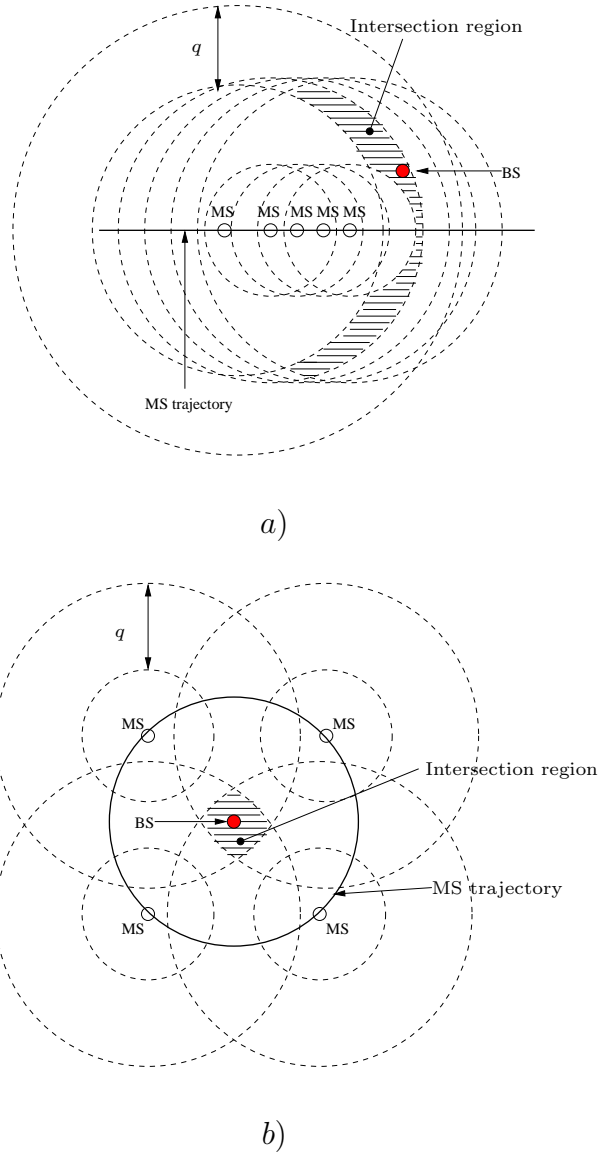 Intersection region
q
BS
MS MS MS MS MS
MS trajectory
a)
q
MS MS
Intersection region
BS
MS trajectory
MS MS
b)